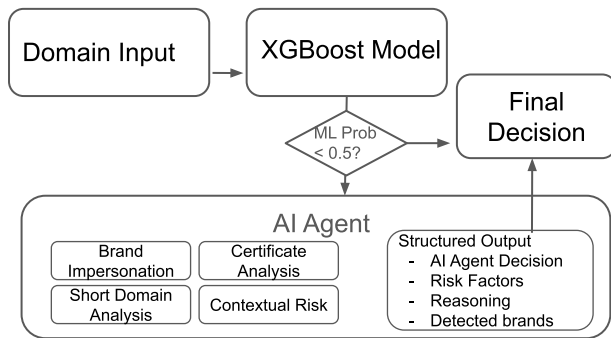 Domain Input
XGBoost Model
ML Prob
< 0.5?
Final
Decision
AI Agent
Brand
Impersonation
Certificate
Analysis
Short Domain
Analysis
Contextual Risk
Structured Output
- AI Agent Decision
- Risk Factors
- Reasoning
- Detected brands